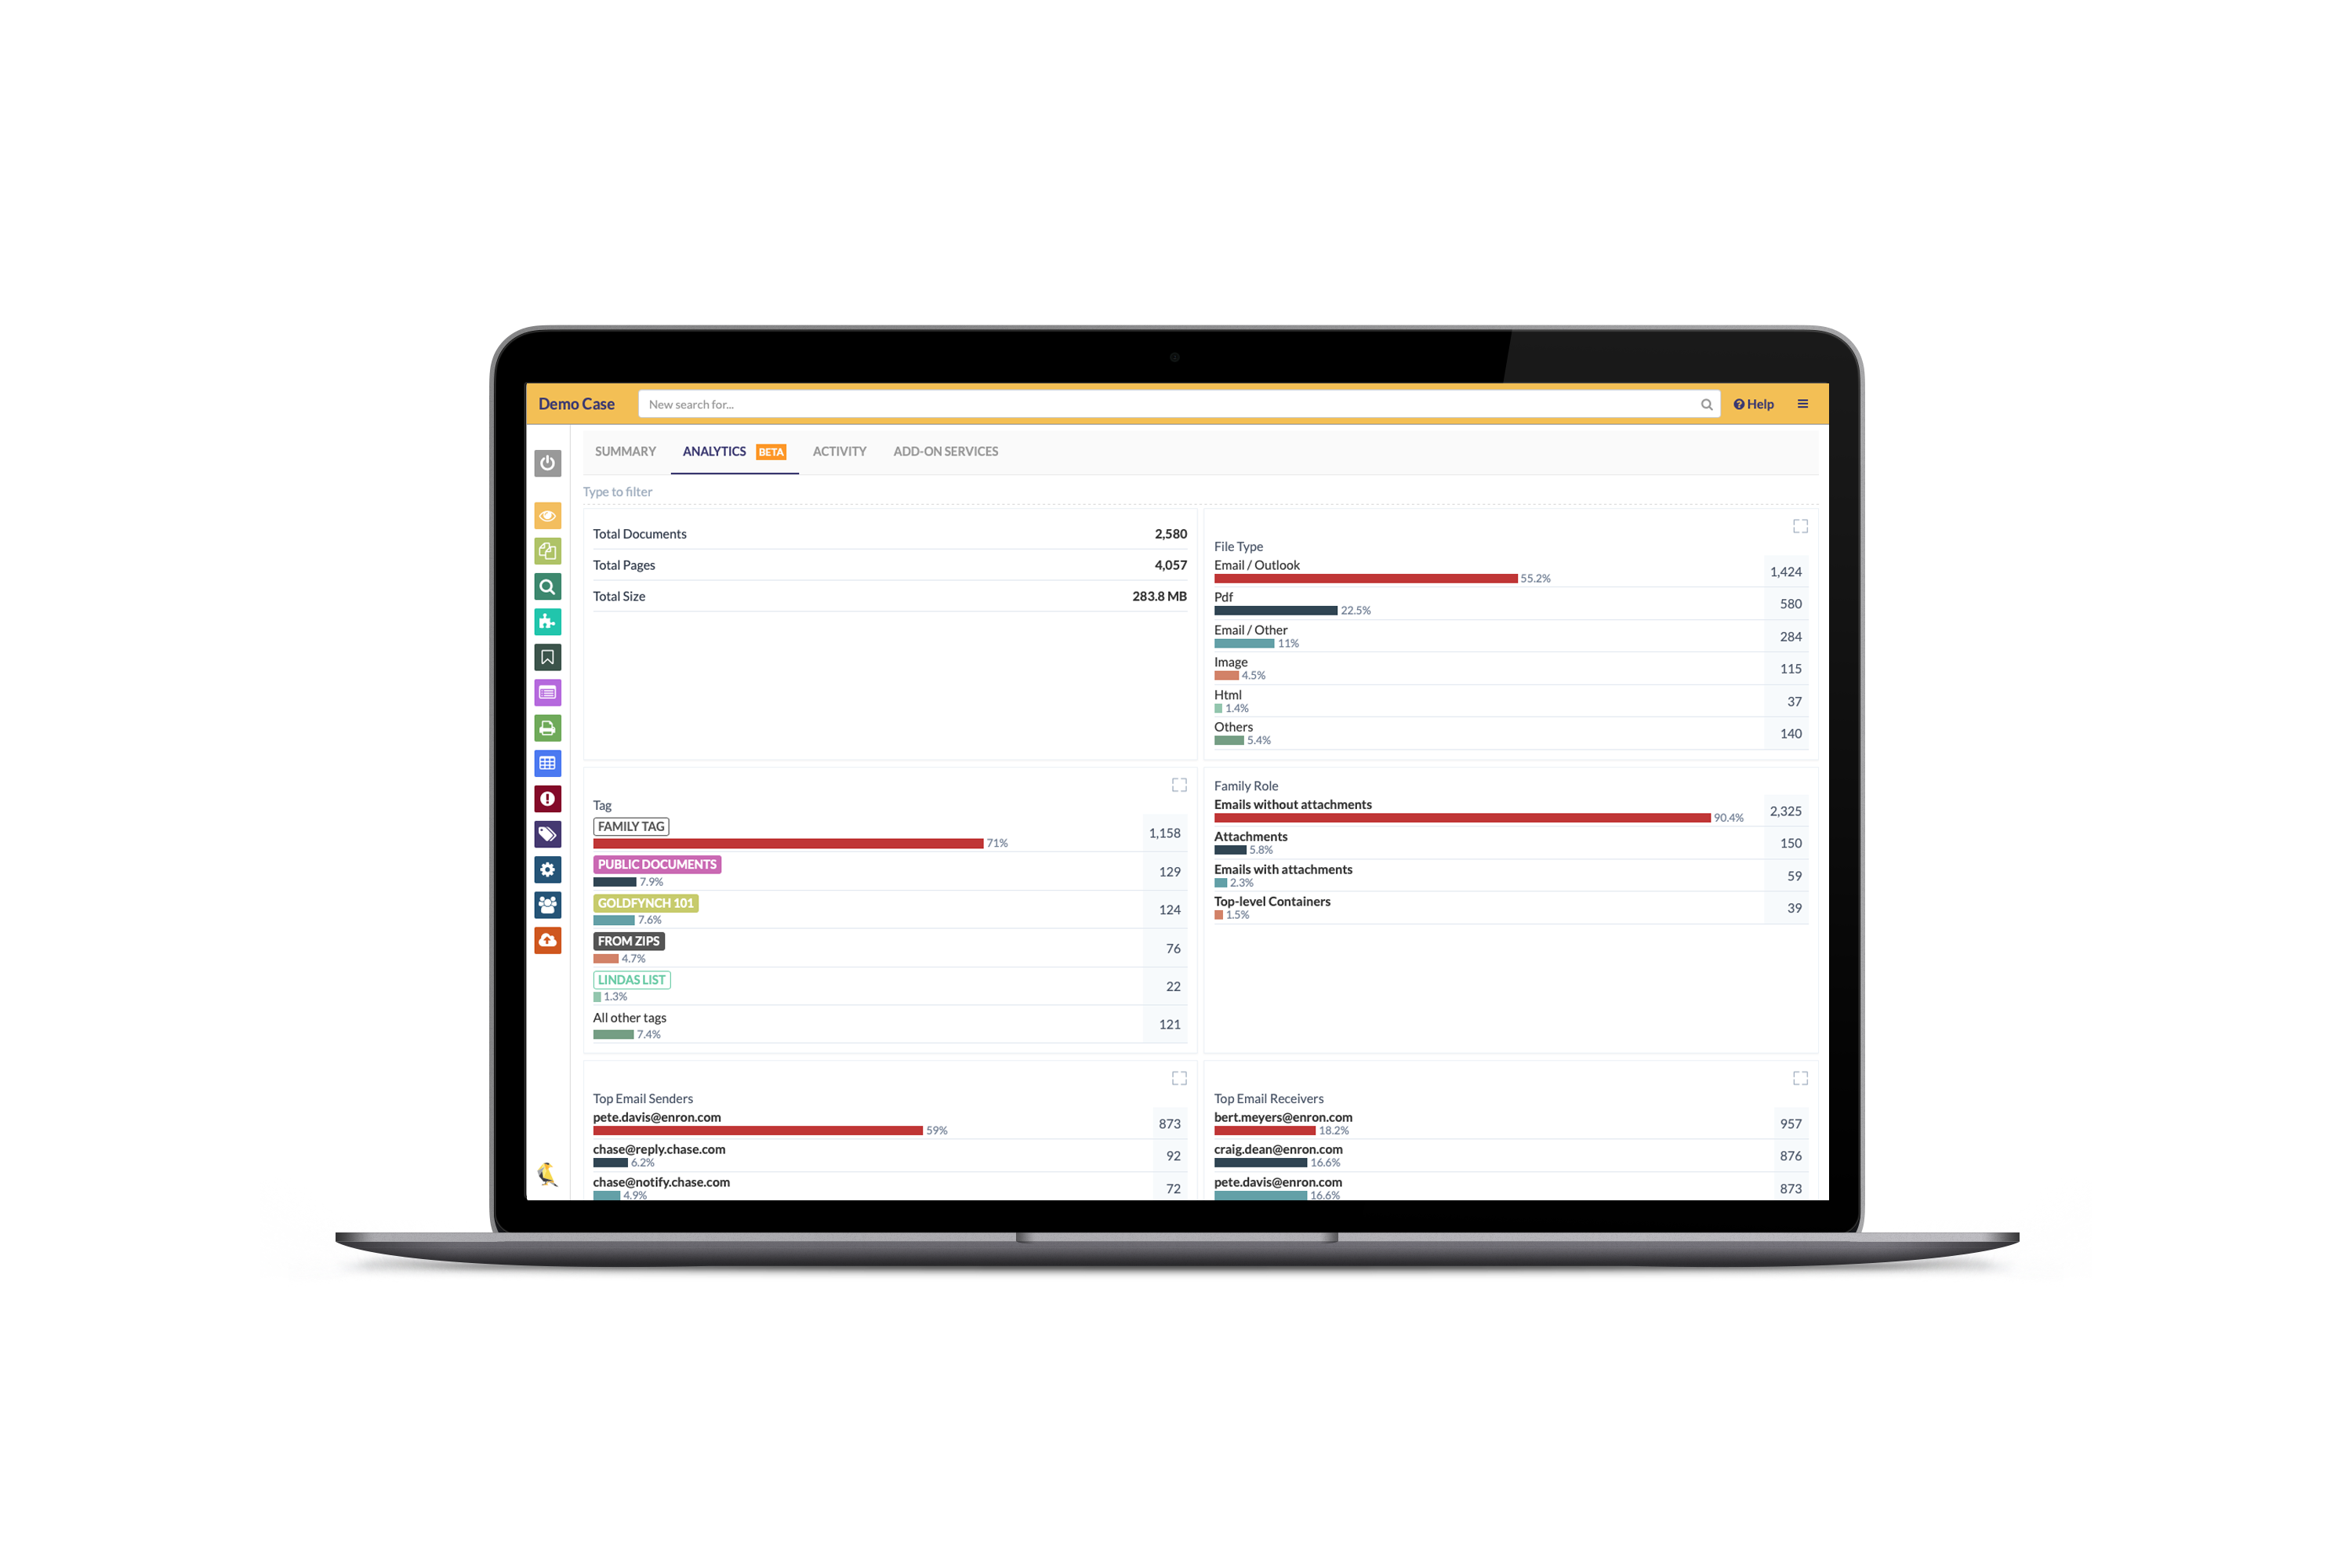 Demo Case
New search for...
Help
SUMMARY
ANALYTICS BETA
ACTIVITY
ADD-ON SERVICES
Type to filter
Total Documents 2,580
Total Pages 4,057
Total Size 283.8 MB
File Type
Email / Outlook
55.2%
1,424
Pdf
22.5%
580
Email / Other
11%
284
Image
4.5%
115
Html
1.4%
37
Others
5.4%
140
Tag
FAMILY TAG
71%
1,158
PUBLIC DOCUMENTS
7.9%
129
GOLDFYNCH 101
7.6%
124
FROM ZIPS
4.7%
76
LINDAS LIST
1.3%
22
All other tags
7.4%
121
Family Role
Emails without attachments
90.4%
2,325
Attachments
5.8%
150
Emails with attachments
2.3%
59
Top-level Containers
1.5%
39
Top Email Senders
pete.davis@enron.com
59%
873
chase@reply.chase.com
6.2%
92
chase@notify.chase.com
4.9%
72
Top Email Receivers
bert.meyers@enron.com
18.2%
957
craig.dean@enron.com
16.6%
876
pete.davis@enron.com
16.6%
873